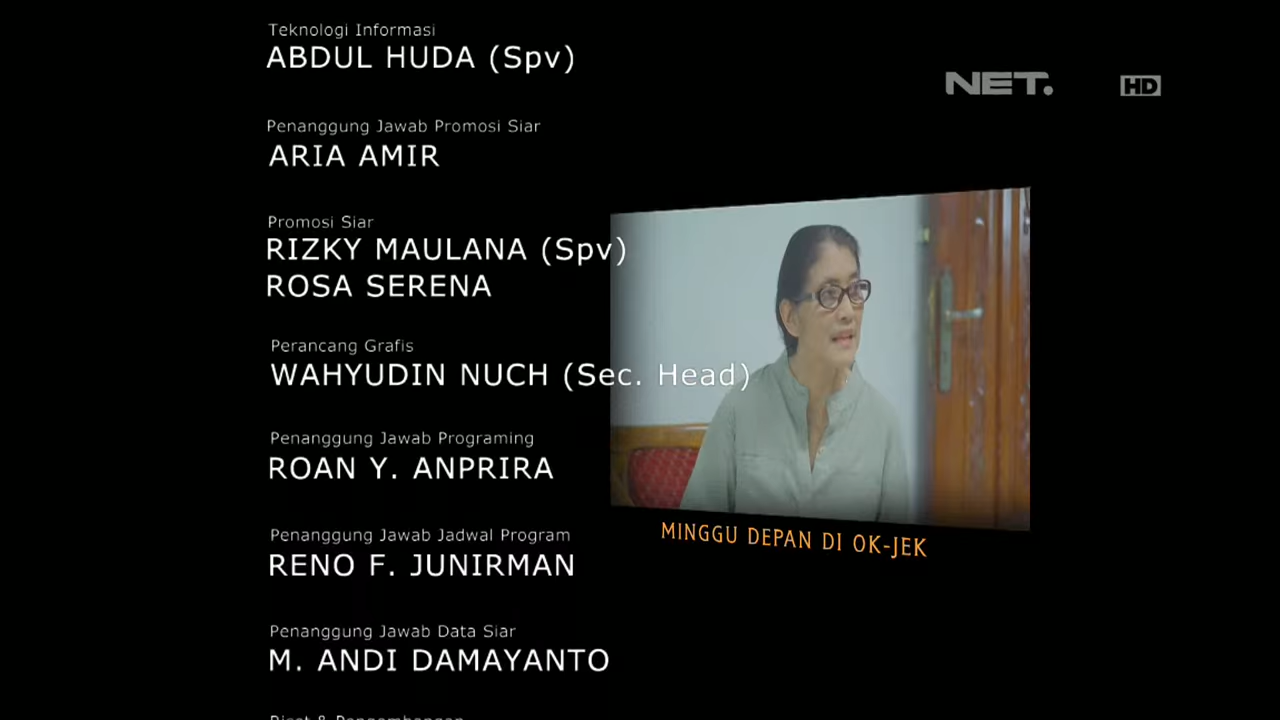 Teknologi Informasi
ABDUL HUDA (Spv)
NET.
HD
Penanggung Jawab Promosi Siar
ARIA AMIR
Promosi Siar
RIZKY MAULANA (Spv)
ROSA SERENA
Perancang Grafis
WAHYUDIN NUCH (Sec. Head)
Penanggung Jawab Programing
ROAN Y. ANPRIRA
Penanggung Jawab Jadwal Program
RENO F. JUNIRMAN
Penanggung Jawab Data Siar
M. ANDI DAMAYANTO
Riset & Pengembangan
MINGGU DEPAN DI OK-JEK